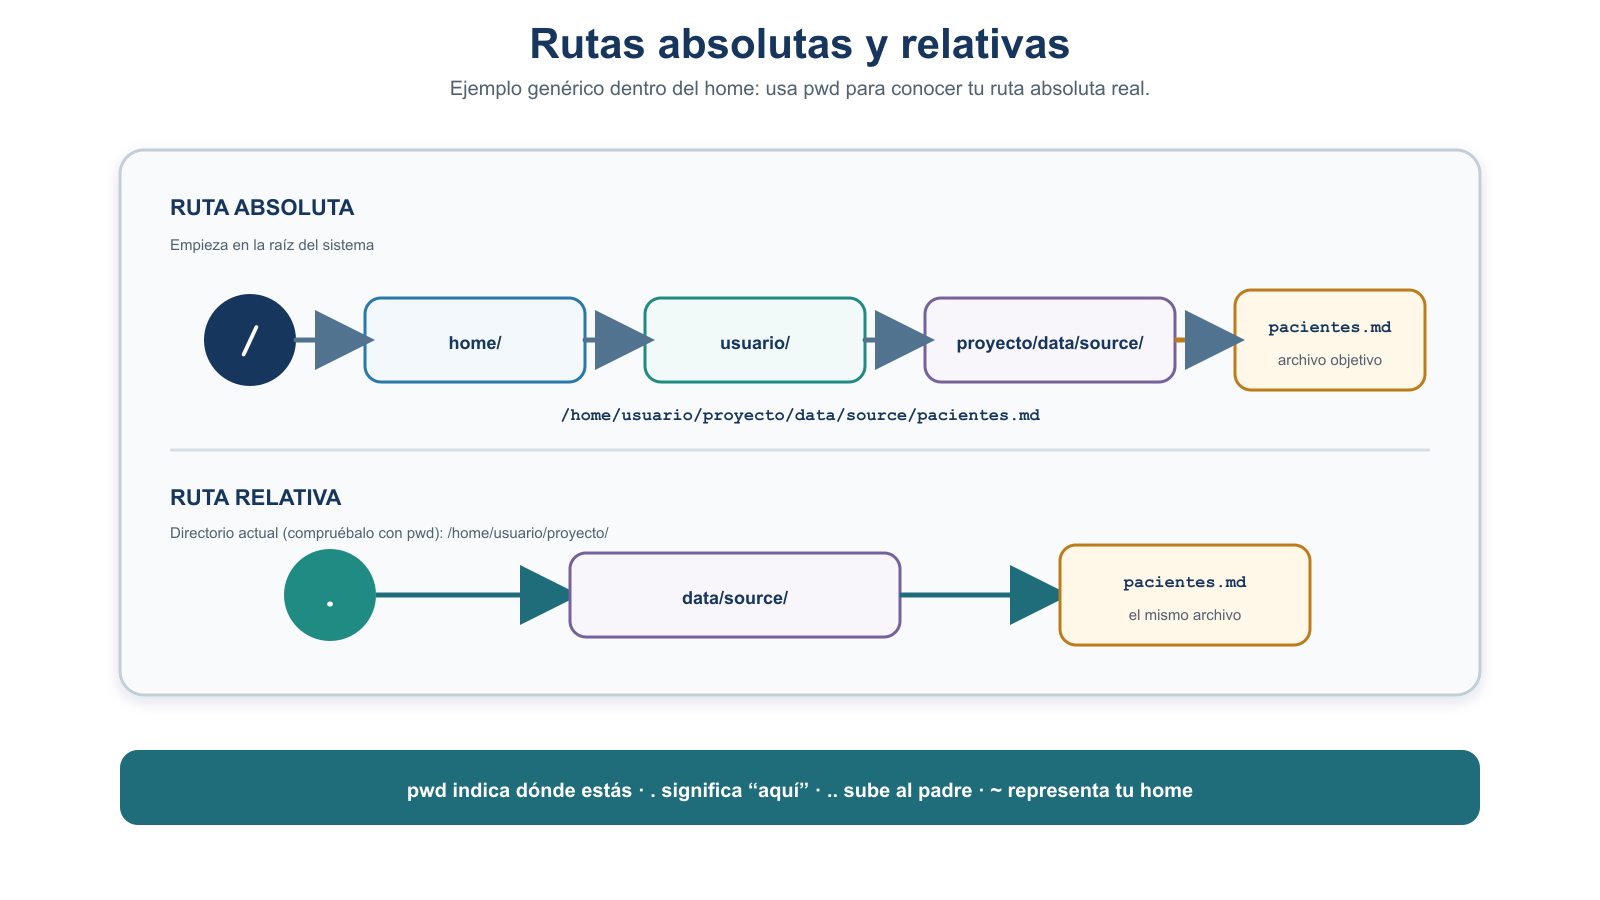 Rutas absolutas y relativas
Ejemplo genérico dentro del home: usa pwd para conocer tu ruta absoluta real.
RUTA ABSOLUTA
Empieza en la raíz del sistema
/
home/
usuario/
proyecto/data/source/
pacientes.md
archivo objetivo
/home/usuario/proyecto/data/source/pacientes.md
RUTA RELATIVA
Directorio actual (compruébalo con pwd): /home/usuario/proyecto/
.
data/source/
pacientes.md
el mismo archivo
pwd indica dónde estás · . significa “aquí” · .. sube al padre · ~ representa tu home